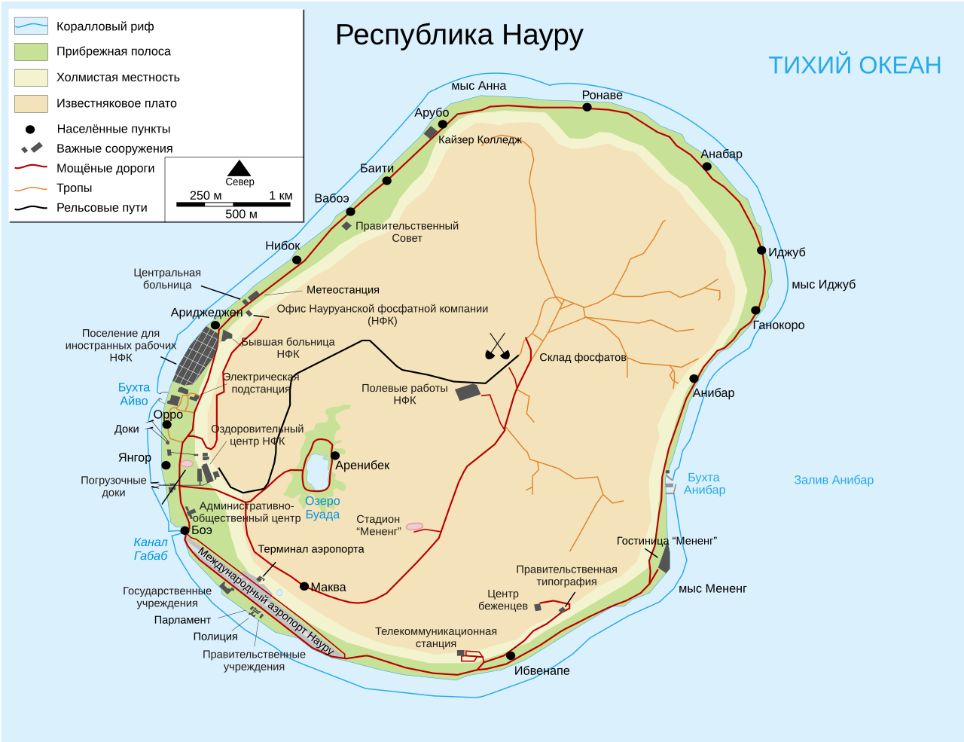 Республика Науру
ТИХИЙ ОКЕАН
Коралловый риф
Прибрежная полоса
Холмистая местность
Известняковое плато
Населённые пункты
Важные сооружения
Мощёные дороги
Тропы
Рельсовые пути
Север
250 м 1 км
500 м
мыс Анна
Ронаве
Арубо
Кайзер Колледж
Анабар
Баити
Вабоэ
Правительственный
Совет
Нибок
Иджуб
Центральная
больница
мыс Иджуб
Метеостанция
Ариджеджен
Офис Науруанской фосфатной компании
(НФК)
Ганокоро
Поселение для
иностранных рабочих
НФК
Бывшая больница
НФК
Склад фосфатов
Электрическая
подстанция
Полевые работы
НФК
Анибар
Бухта
Айво
Орро
Доки
Оздоровительный
центр НФК
Янгор
Аренибек
Погрузочные
доки
Бухта
Анибар
Залив Анибар
Озеро
Буада
Административно-
общественный центр
Стадион
“Мененг”
Боэ
Канал
Габаб
Гостиница “Мененг”
Терминал аэропорта
Международный аэропорт Науру
Правительственная
типография
Маква
мыс Мененг
Государственные
учреждения
Центр
беженцев
Парламент
Полиция
Телекоммуникационная
станция
Правительственные
учреждения
Ибвенапе